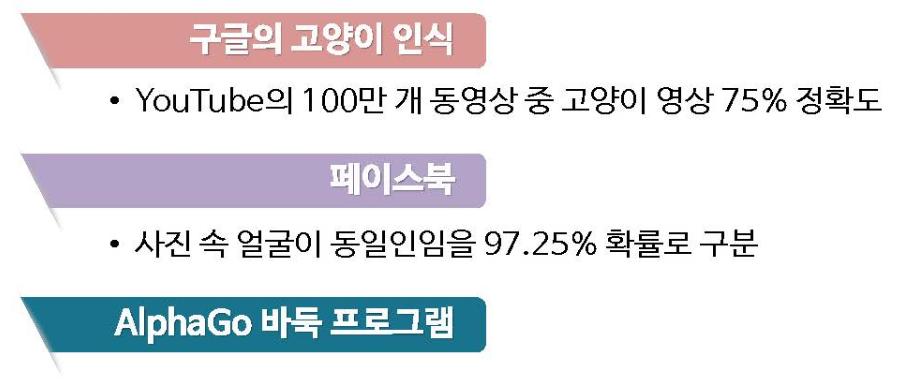 구글의 고양이 인식
• YouTube의 100만 개 동영상 중 고양이 영상 75% 정확도
페이스북
• 사진 속 얼굴이 동일인임을 97.25% 확률로 구분
AlphaGo 바둑 프로그램